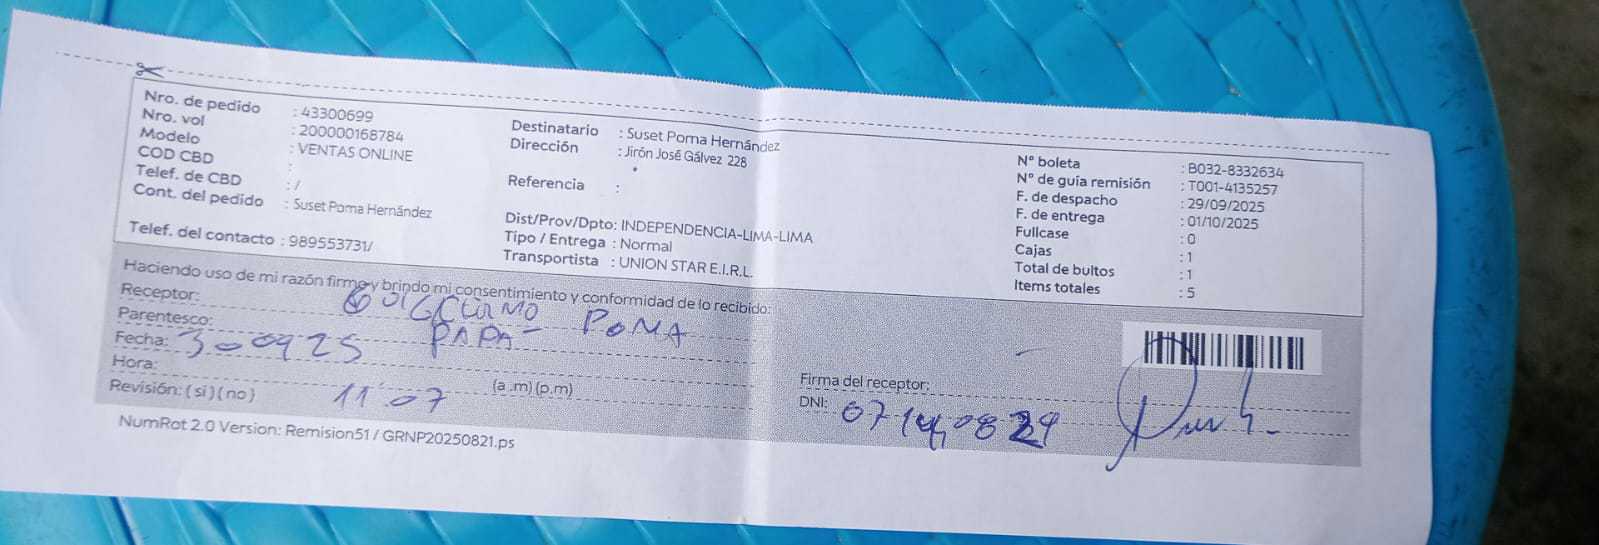 Nro. de pedido : 43300699
Nro. vol : 200000168784
Modelo : VENTAS ONLINE
COD CBD :
Telef. de CBD : /
Cont. del pedido : Suset Poma Hernández
Telef. del contacto : 989553731/
Destinatario : Suset Poma Hernández
Dirección : Jirón José Gálvez 228
Referencia :
Dist/Prov/Dpto: INDEPENDENCIA-LIMA-LIMA
Tipo / Entrega : Normal
Transportista : UNION STAR E.I.R.L.
N° boleta : B032-8332634
N° de guía remisión : T001-4135257
F. de despacho : 29/09/2025
F. de entrega : 01/10/2025
Fullcase : 0
Cajas : 1
Total de bultos : 1
Items totales : 5
Haciendo uso de mi razón firmo y brindo mi consentimiento y conformidad de lo recibido:
Receptor: POMA
Parentesco: PAPA
Fecha: 300925
Hora: 11:07 (a .m) (p.m)
Revisión: ( si ) ( no )
Firma del receptor:
DNI:
NumRot 2.0 Version: Remision51 / GRNP20250821.ps